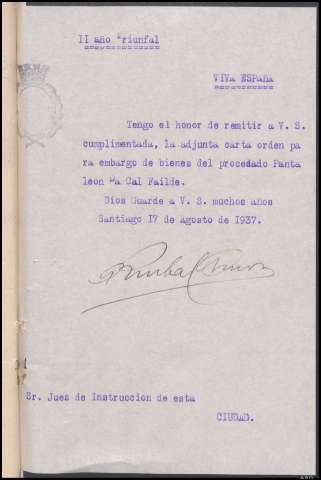 II año triunfal
VIVA ESPAÑA
Tengo el honor de remitir a V. S.
cumplimentada, la adjunta carta orden pa
ra embargo de bienes del procedado Panta
leon Pa Cal Failde.
Dios Guarde a V. S. muchos años
Santiago 17 de Agosto de 1937.
Sr. Juez de Instruccion de esta
CIUDAD.